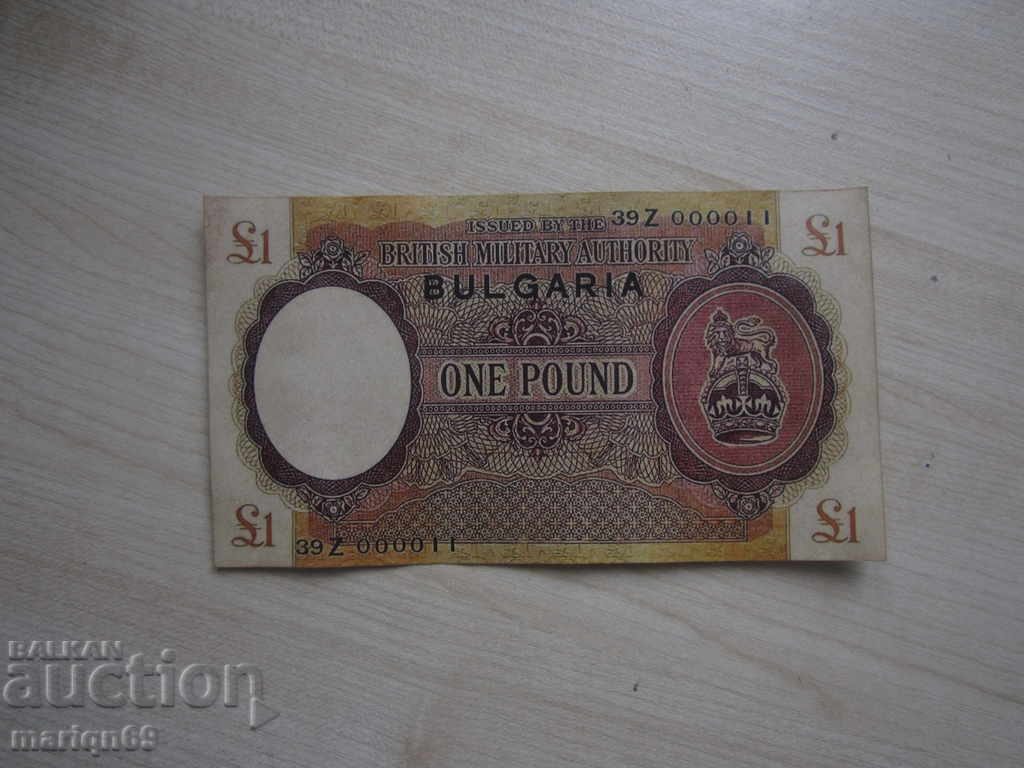 £1
39 Z 000011
£1
ISSUED BY THE
BRITISH MILITARY AUTHORITY
BULGARIA
ONE POUND
£1
39 Z 000011
£1
BALKAN
auction
mariqn69